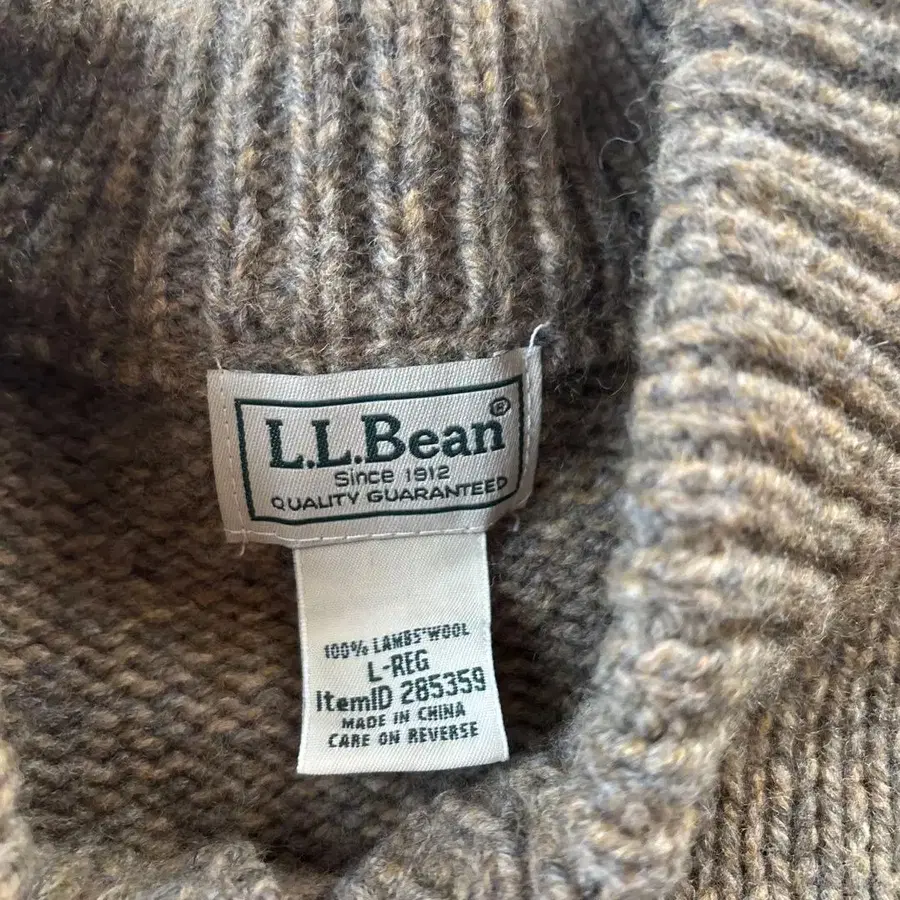 L.L.Bean®
Since 1912
QUALITY GUARANTEED
100% LAMBS' WOOL
L-REG
ItemID 285359
MADE IN CHINA
CARE ON REVERSE